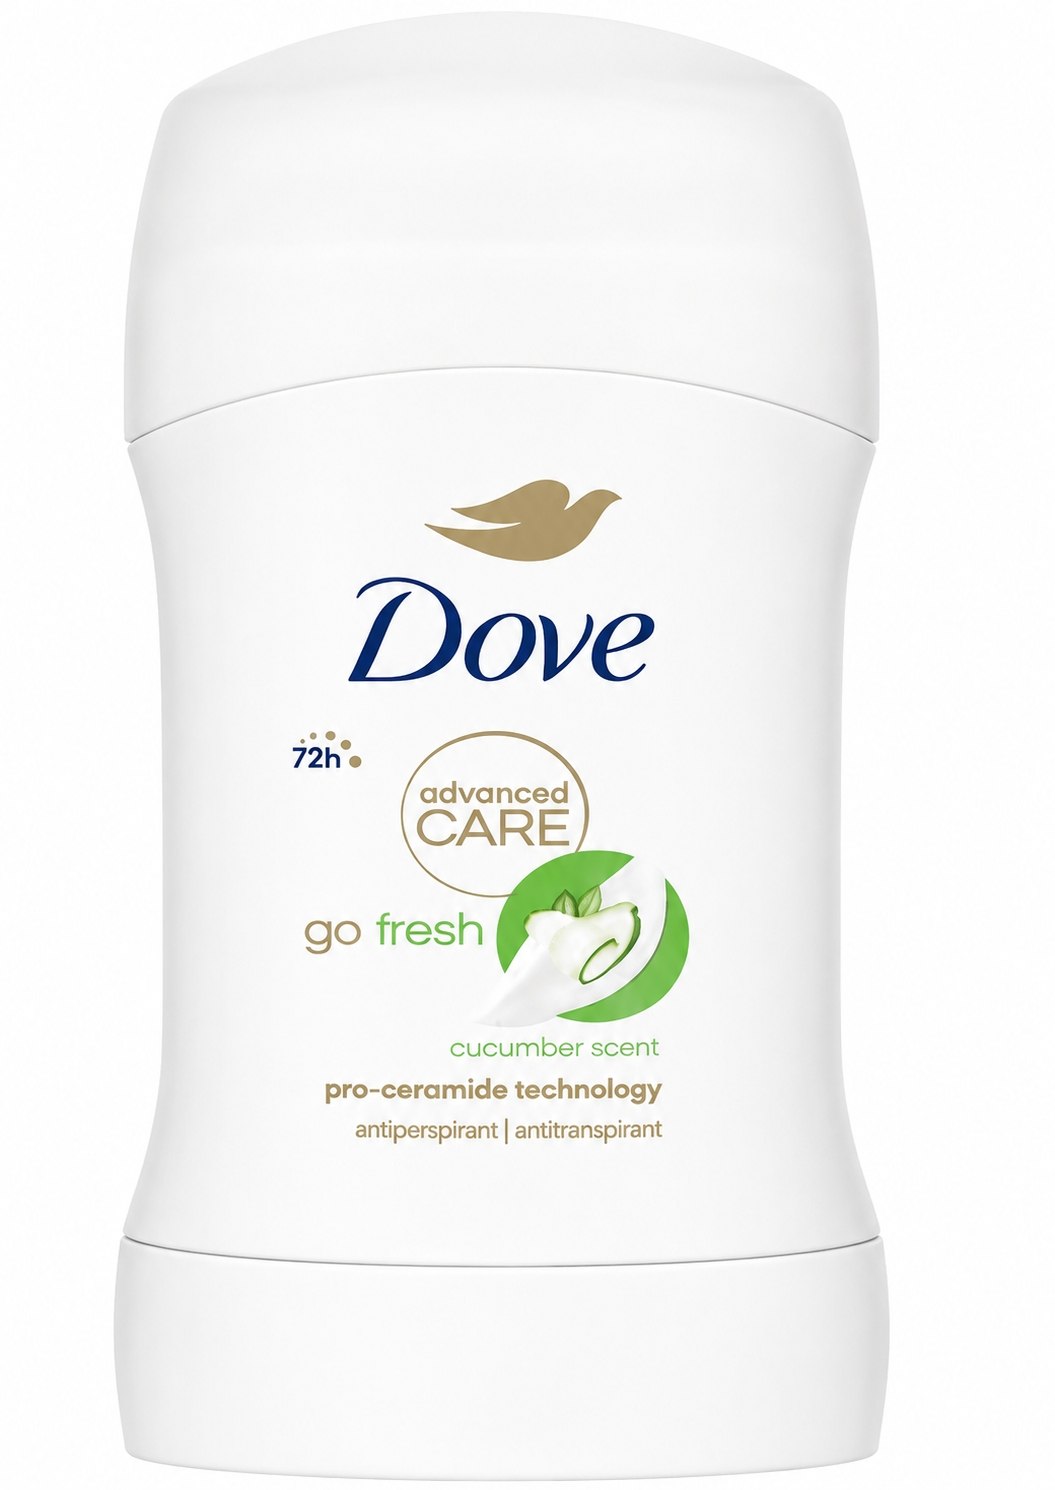 Dove
72h
advanced
CARE
go fresh
cucumber scent
pro-ceramide technology
antiperspirant | antitranspirant